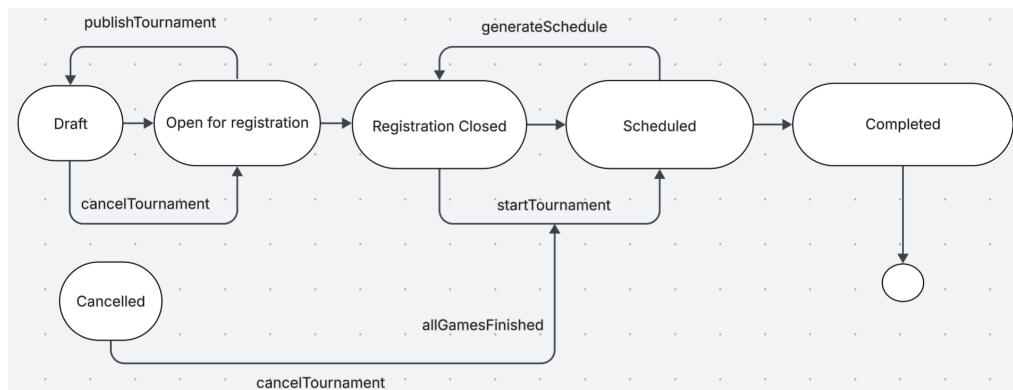 publishTournament
generateSchedule
Draft
Open for registration
Registration Closed
Scheduled
Completed
cancelTournament
startTournament
Cancelled
allGamesFinished
cancelTournament